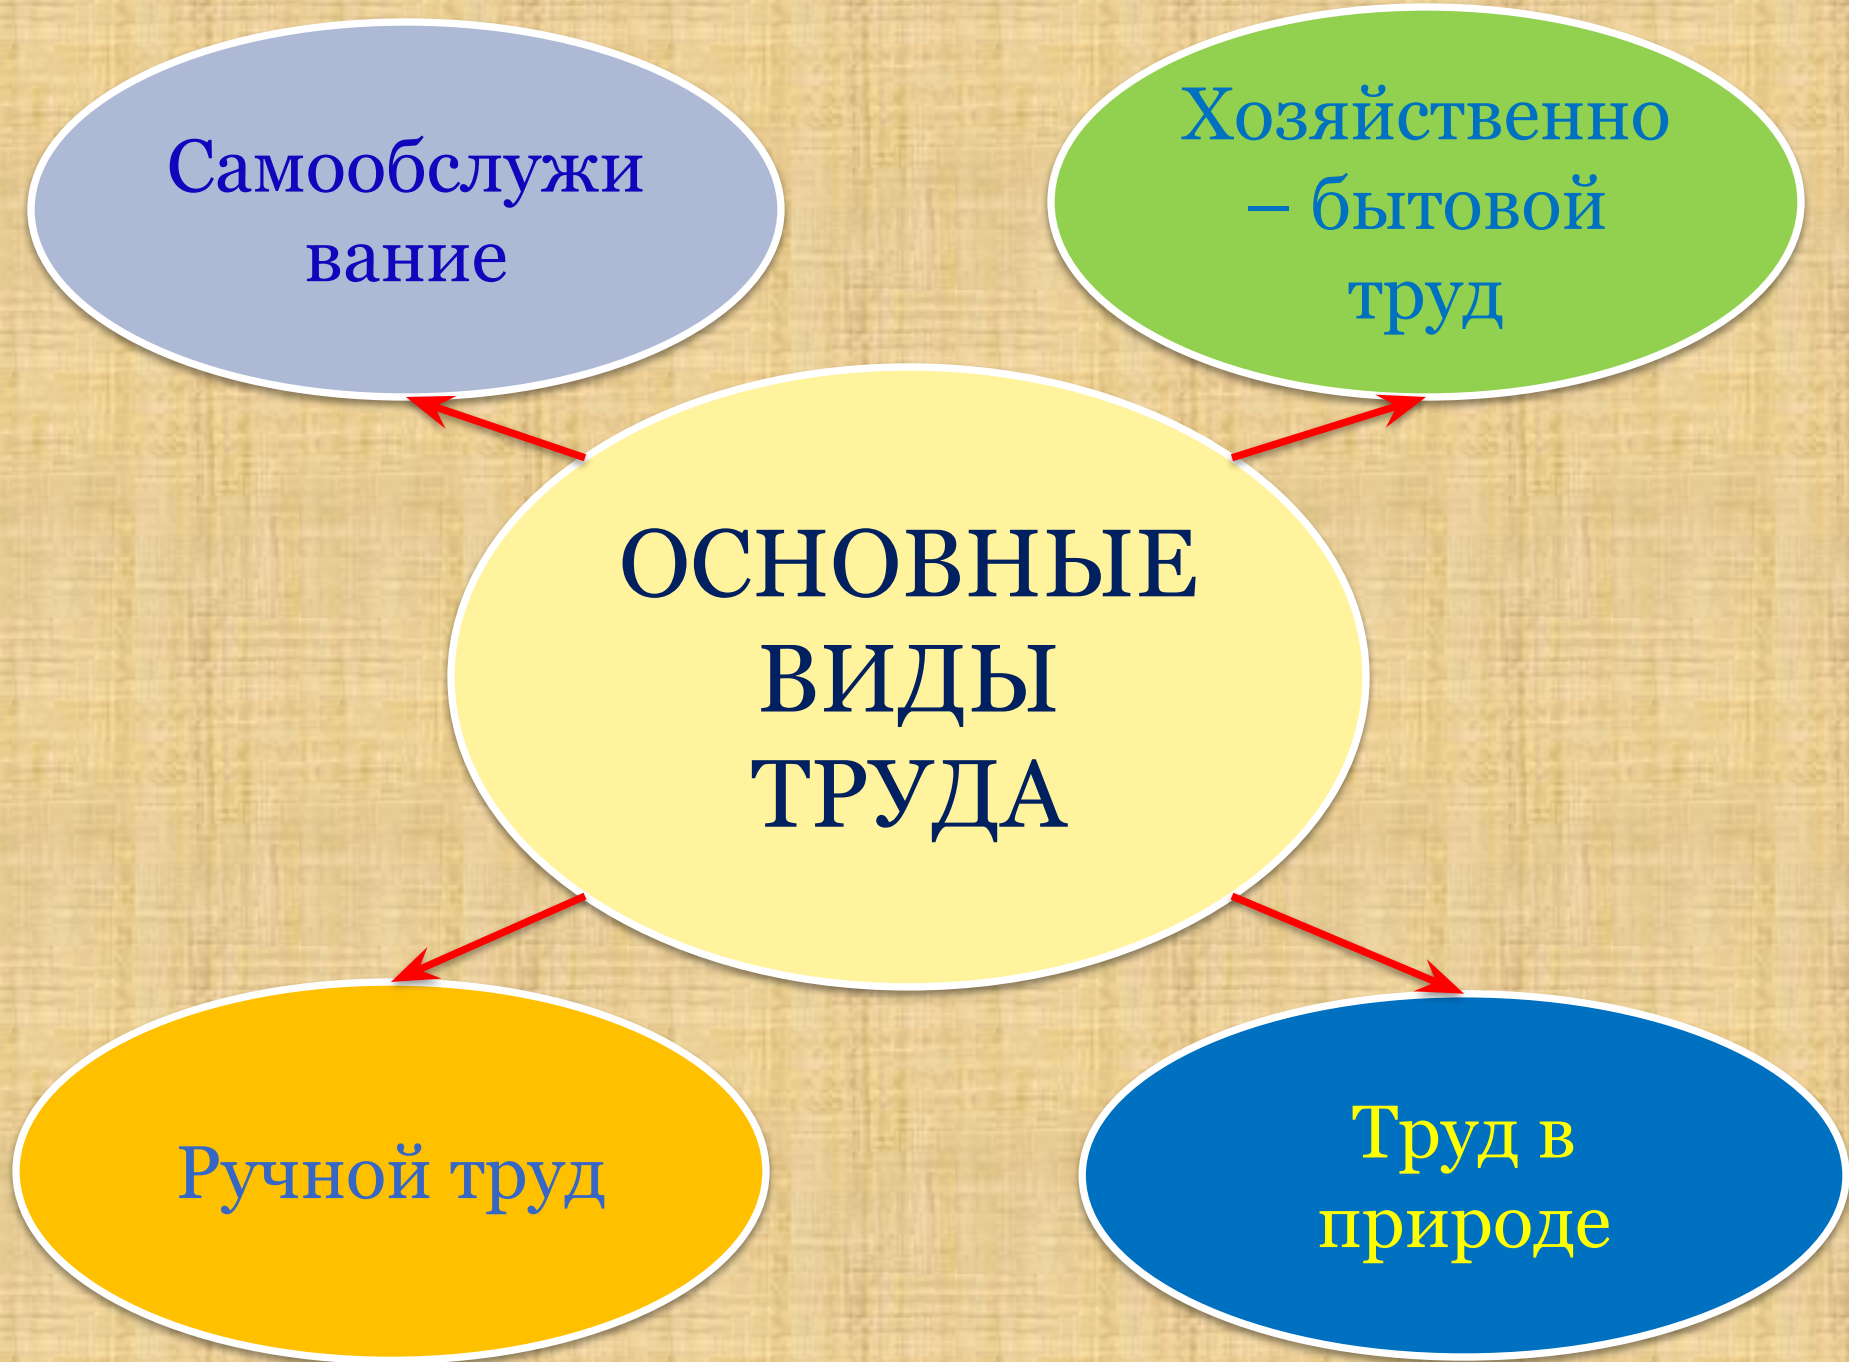 Самообслужи
вание
Хозяйственно
– бытовой
труд
ОСНОВНЫЕ
ВИДЫ
ТРУДА
Ручной труд
Труд в
природе